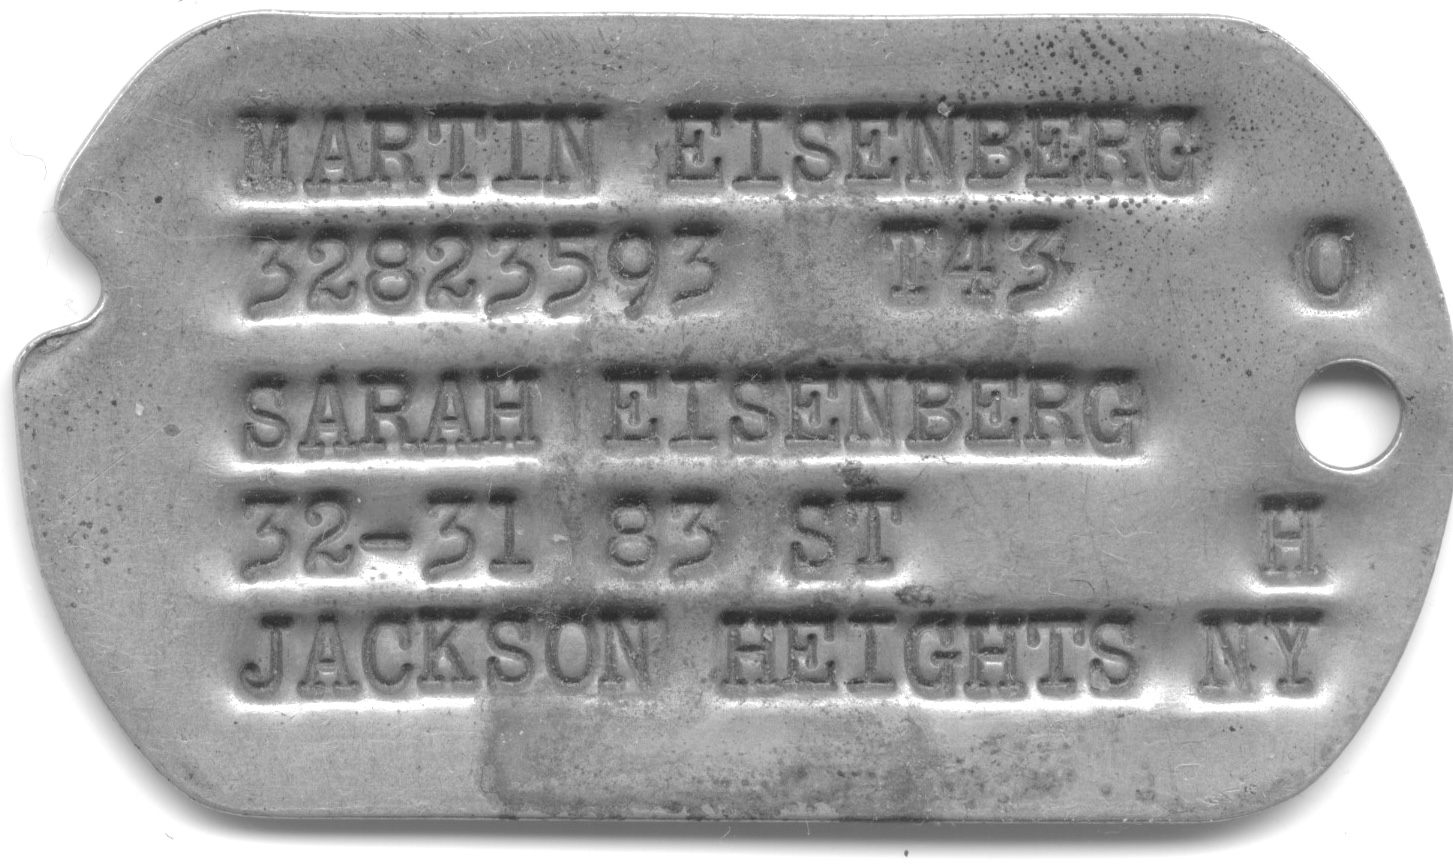 MARTIN EISENBERG
32823593 T43 O
SARAH EISENBERG
32-31 83 ST H
JACKSON HEIGHTS NY